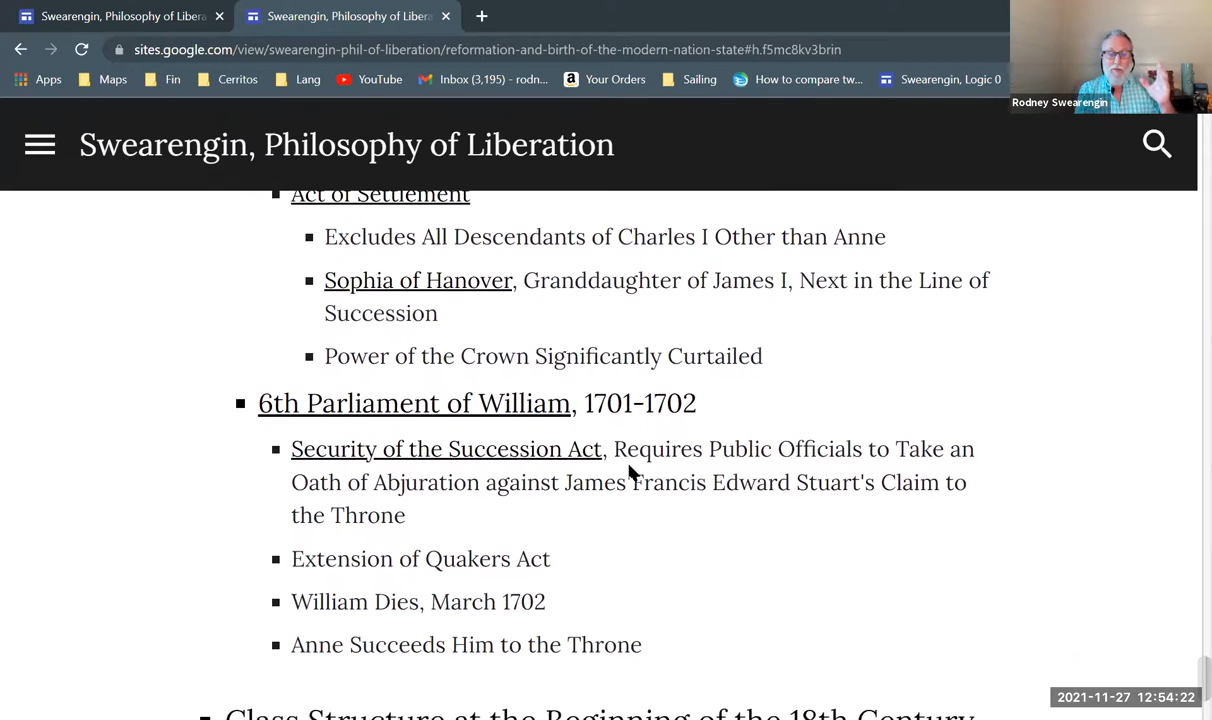 Swearengin, Philosophy of Libera
Swearengin, Philosophy of Libera
sites.google.com/view/swearengin-phil-of-liberation/reformation-and-birth-of-the-modern-nation-state#h.f5mc8kv3brin
Apps Maps Fin Cerritos Lang YouTube Inbox (3,195) - rodn... Your Orders Sailing How to compare tw... Swearengin, Logic 0
Rodney Swearengin
Swearengin, Philosophy of Liberation
Act of Settlement
Excludes All Descendants of Charles I Other than Anne
Sophia of Hanover, Granddaughter of James I, Next in the Line of
Succession
Power of the Crown Significantly Curtailed
6th Parliament of William, 1701-1702
Security of the Succession Act, Requires Public Officials to Take an
Oath of Abjuration against James Francis Edward Stuart's Claim to
the Throne
Extension of Quakers Act
William Dies, March 1702
Anne Succeeds Him to the Throne
2021-11-27 12:54:22
Class Structure at the Beginning of the 18th Century